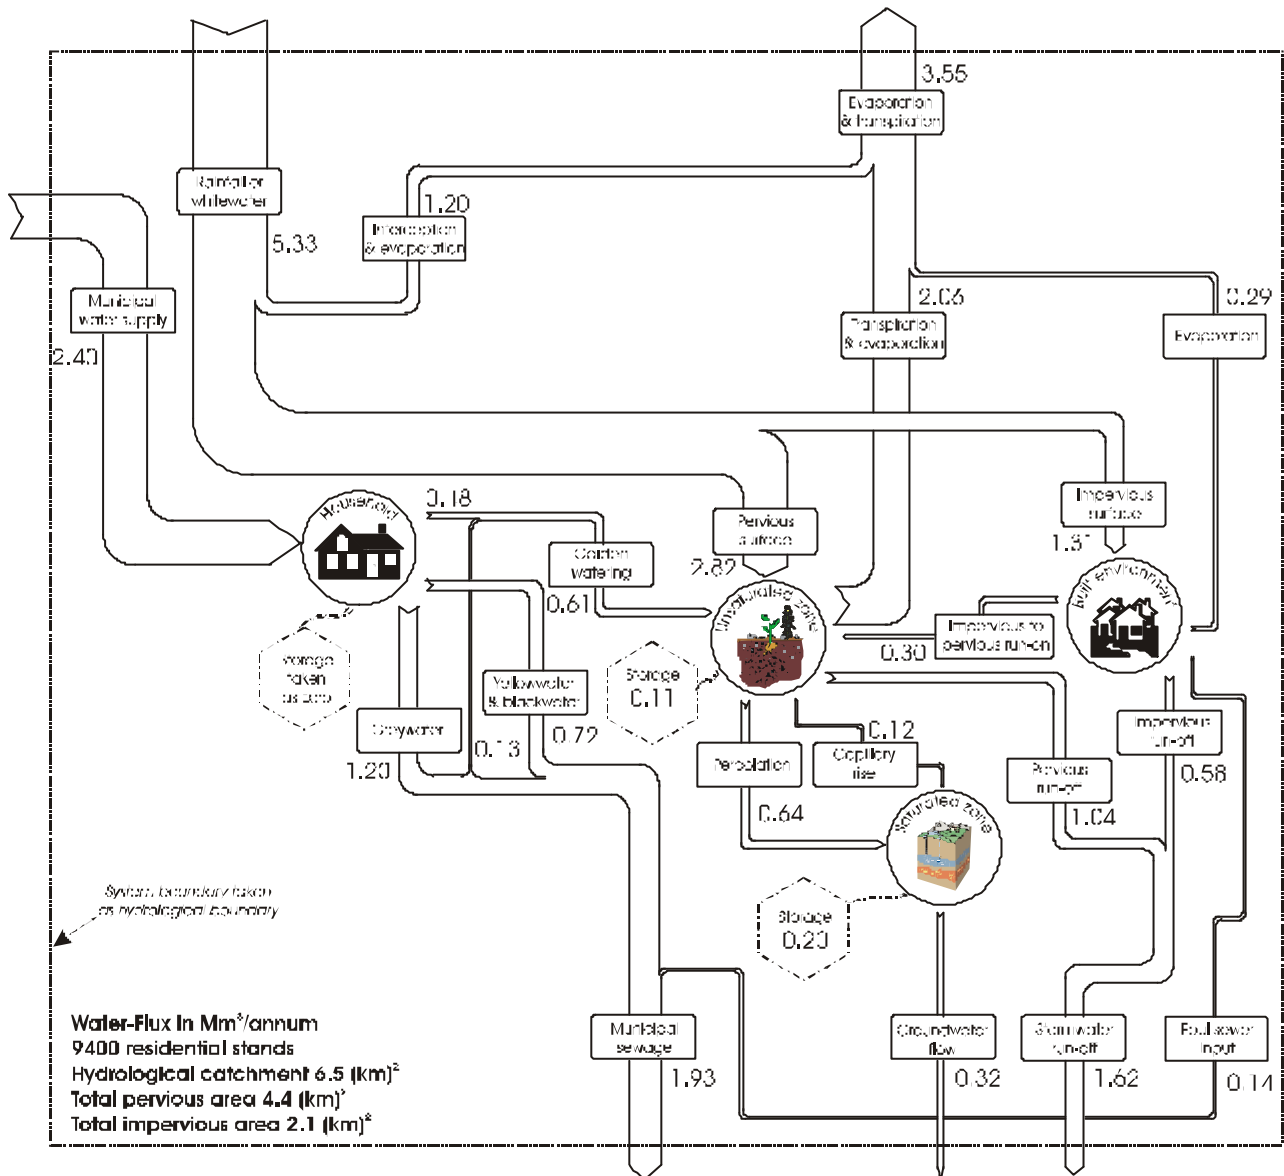 3.55
Evaporation
& transpiration
Rainfall or
whitewater
5.33
1.20
Interception
& evaporation
Municipal
water supply
2.40
2.06
Transpiration
& evaporation
0.29
Evaporation
Household
0.18
Garden
watering
0.61
Pervious
surface
2.82
Impervious
surface
1.31
Built environment
Unsaturated zone
Impervious to
pervious run-on
0.30
Storage
taken
as zero
Storage
0.11
Yellowwater
& blackwater
0.72
Greywater
1.20
0.13
Percolation
0.64
0.12
Capillary
rise
Pervious
run-off
1.04
Impervious
run-off
0.58
Saturated zone
Storage
0.20
System boundary taken
as hydrological boundary
Water-Flux in Mm³/annum
9400 residential stands
Hydrological catchment 6.5 (km)²
Total pervious area 4.4 (km)²
Total impervious area 2.1 (km)²
Municipal
sewage
1.93
Groundwater
flow
0.32
Stormwater
run-off
1.62
Foul sewer
input
0.14